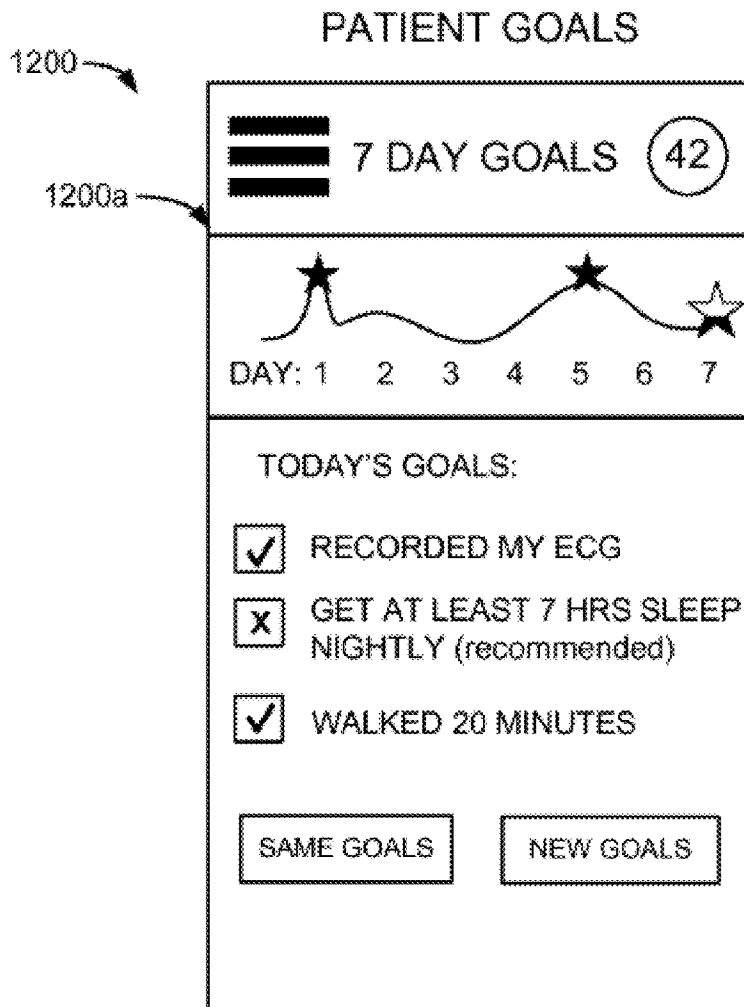 PATIENT GOALS
1200
7 DAY GOALS 42
1200a
DAY: 1 2 3 4 5 6 7
TODAY'S GOALS:
✓ RECORDED MY ECG
X GET AT LEAST 7 HRS SLEEP
NIGHTLY (recommended)
✓ WALKED 20 MINUTES
SAME GOALS NEW GOALS